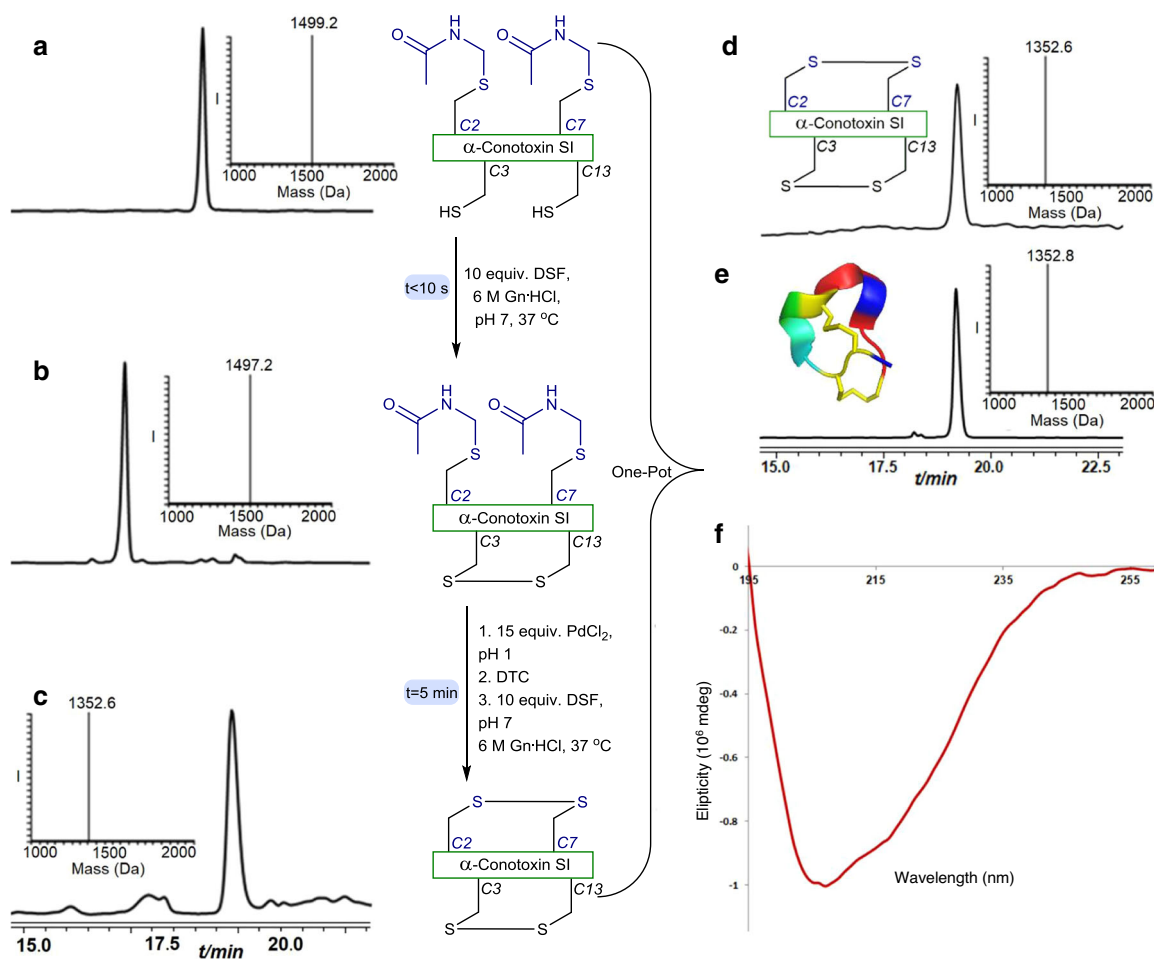 a
1499.2
I
1000 1500 2000
Mass (Da)
O
H
N
O
H
N
S
S
C2
C7
α-Conotoxin SI
C3
C13
HS
HS
t<10 s
10 equiv. DSF,
6 M Gn·HCl,
pH 7, 37 °C
b
1497.2
I
1000 1500 2000
Mass (Da)
O
H
N
O
H
N
S
S
C2
C7
α-Conotoxin SI
C3
C13
S
S
One-Pot
t=5 min
1. 15 equiv. PdCl2,
pH 1
2. DTC
3. 10 equiv. DSF,
pH 7
6 M Gn·HCl, 37 °C
c
1352.6
I
1000 1500 2000
Mass (Da)
15.0 17.5 20.0
t/min
S
S
C2
C7
α-Conotoxin SI
C3
C13
S
S
d
S
S
C2
C7
α-Conotoxin SI
C3
C13
S
S
1352.6
I
1000 1500 2000
Mass (Da)
e
1352.8
I
1000 1500 2000
Mass (Da)
15.0 17.5 20.0 22.5
t/min
f
0
195 215 235 255
-0.2
-0.4
-0.6
-0.8
-1
Elipticity (10⁶ mdeg)
Wavelength (nm)